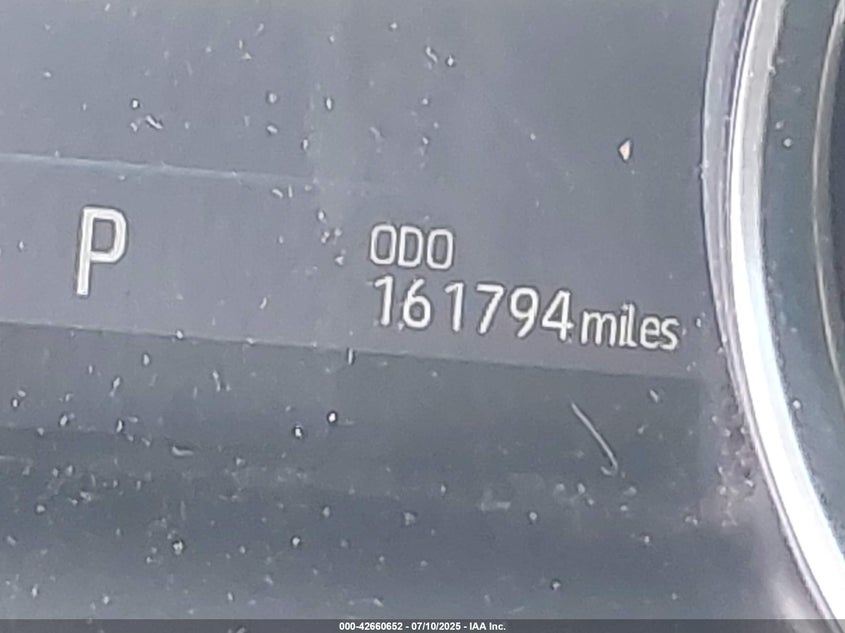 P
ODO
161794 miles
000-42660652 - 07/10/2025 - IAA Inc.